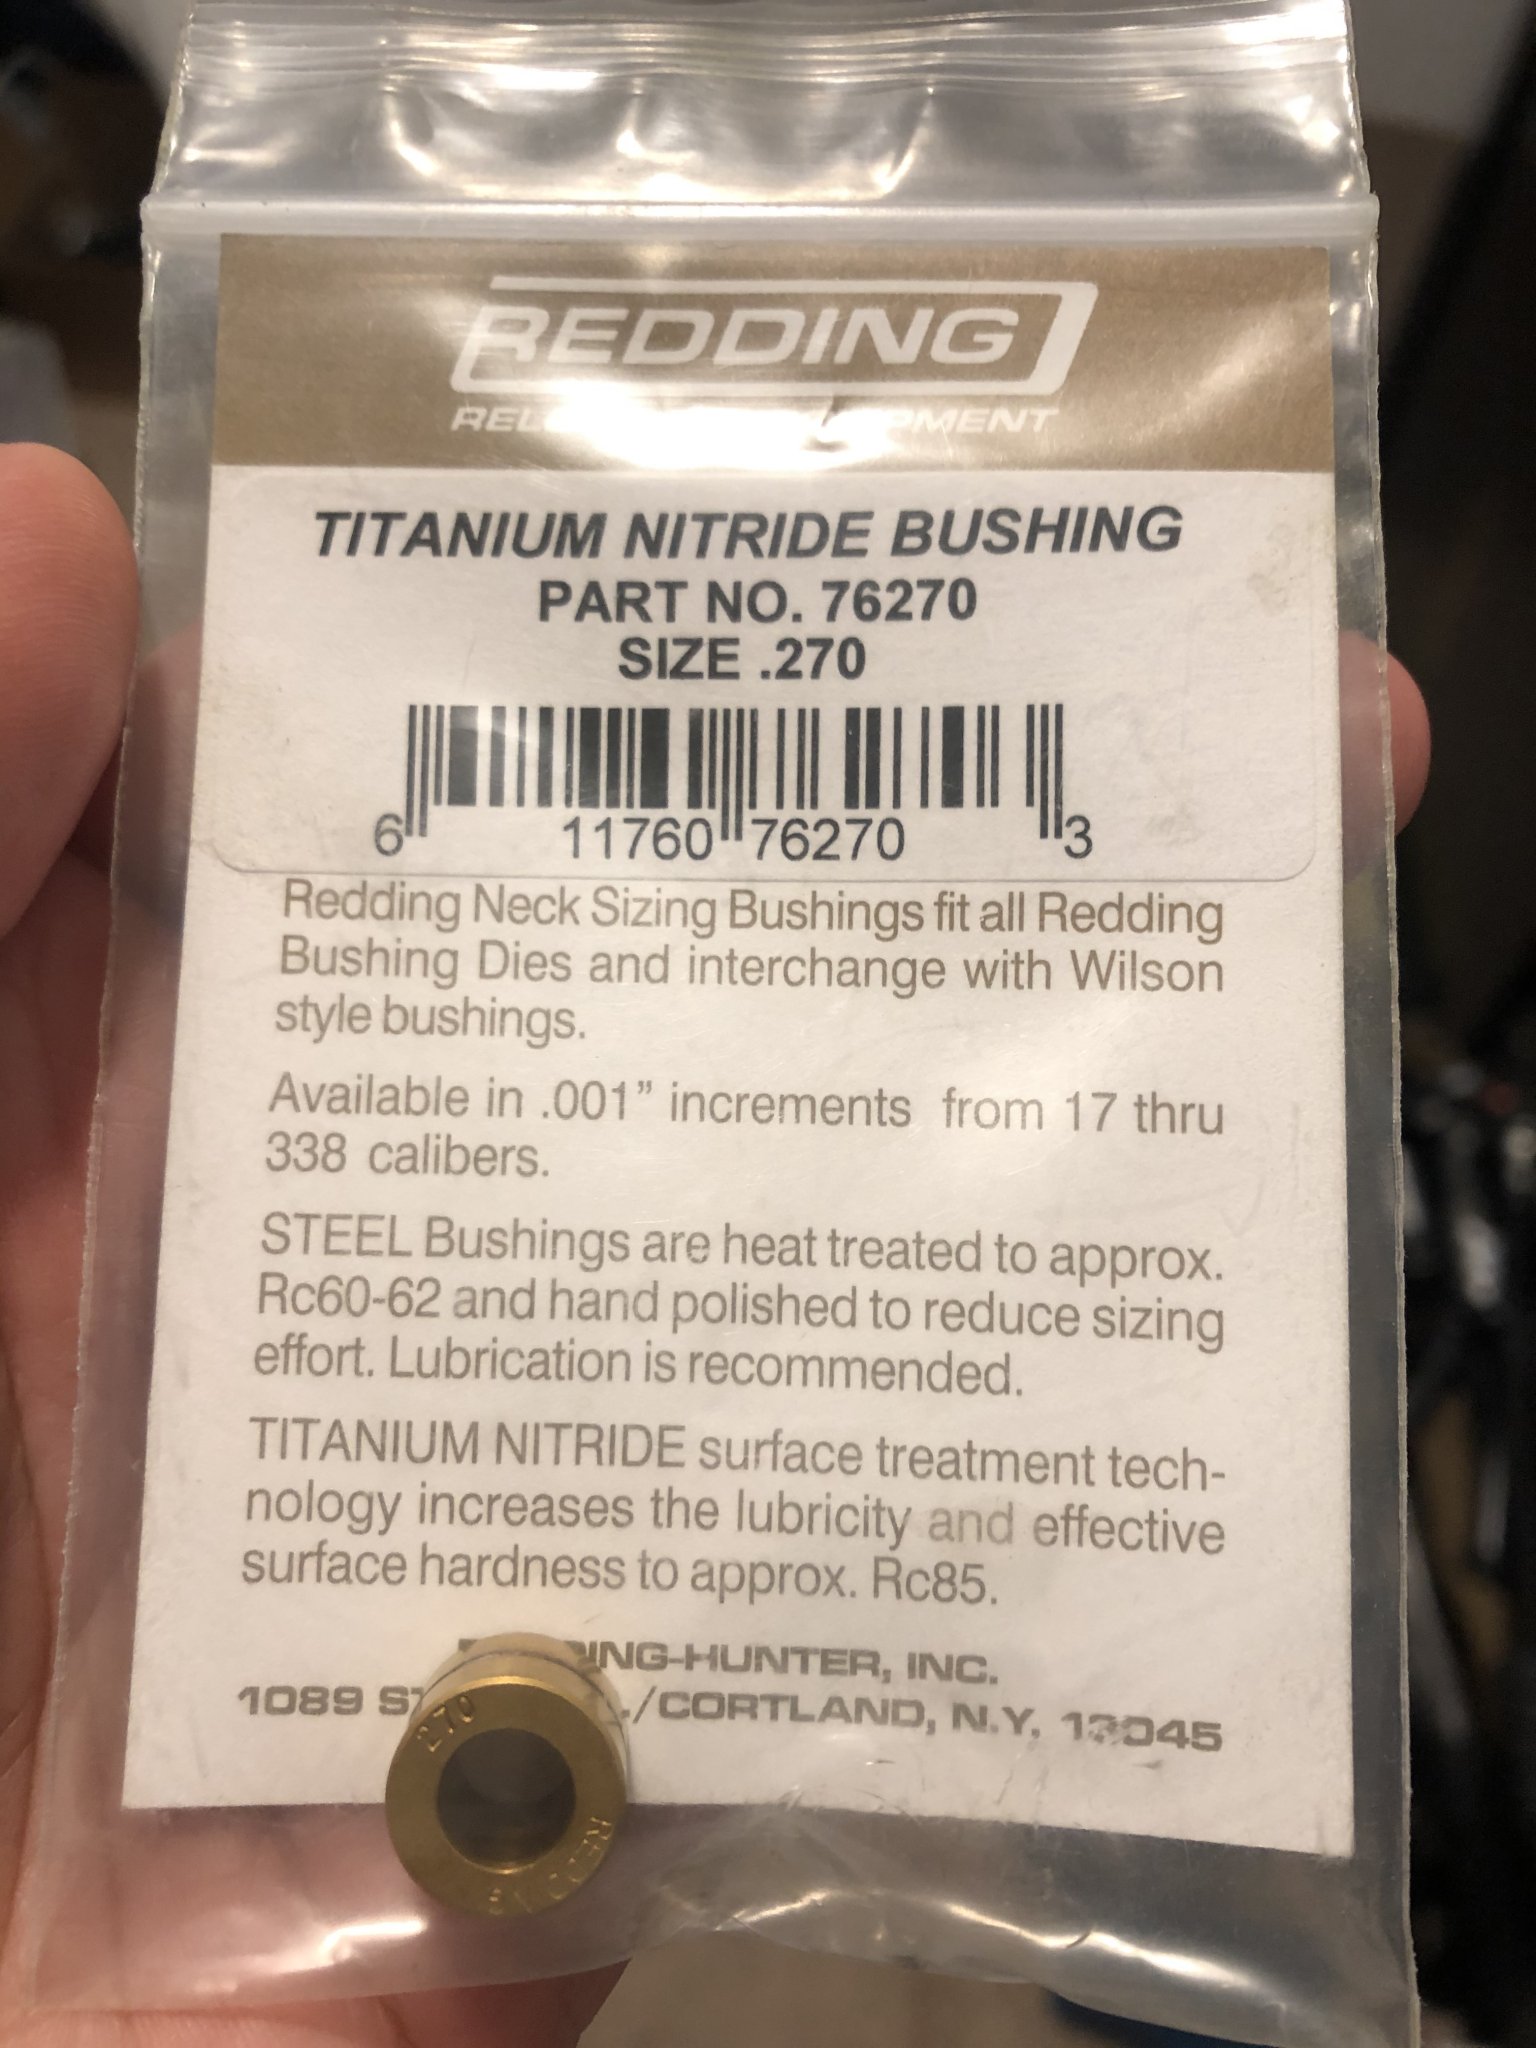 REDDING
TITANIUM NITRIDE BUSHING
PART NO. 76270
SIZE .270
6 11760 76270 3
Redding Neck Sizing Bushings fit all Redding
Bushing Dies and interchange with Wilson
style bushings.
Available in .001” increments from 17 thru
338 calibers.
STEEL Bushings are heat treated to approx.
Rc60-62 and hand polished to reduce sizing
effort. Lubrication is recommended.
TITANIUM NITRIDE surface treatment tech-
nology increases the lubricity and effective
surface hardness to approx. Rc85.
HUNTER, INC.
1089 /CORTLAND, N.Y. 13045
270
REDDING